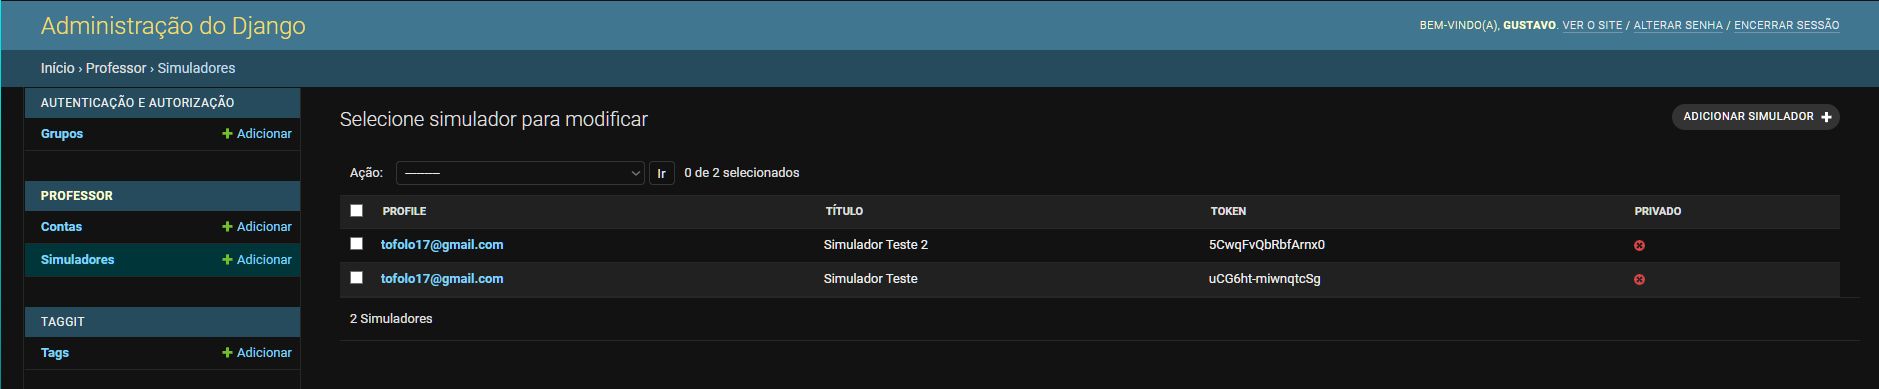 Administração do Django
BEM-VINDO(A), GUSTAVO. VER O SITE / ALTERAR SENHA / ENCERRAR SESSÃO
Início › Professor › Simuladores
AUTENTICAÇÃO E AUTORIZAÇÃO
Grupos + Adicionar
PROFESSOR
Contas + Adicionar
Simuladores + Adicionar
TAGGIT
Tags + Adicionar
Selecione simulador para modificar
ADICIONAR SIMULADOR +
Ação: --------- Ir 0 de 2 selecionados
PROFILE TÍTULO TOKEN PRIVADO
tofolo17@gmail.com Simulador Teste 2 5CwqFvQbRbfArnx0
tofolo17@gmail.com Simulador Teste uCG6ht-miwnqtcSg
2 Simuladores